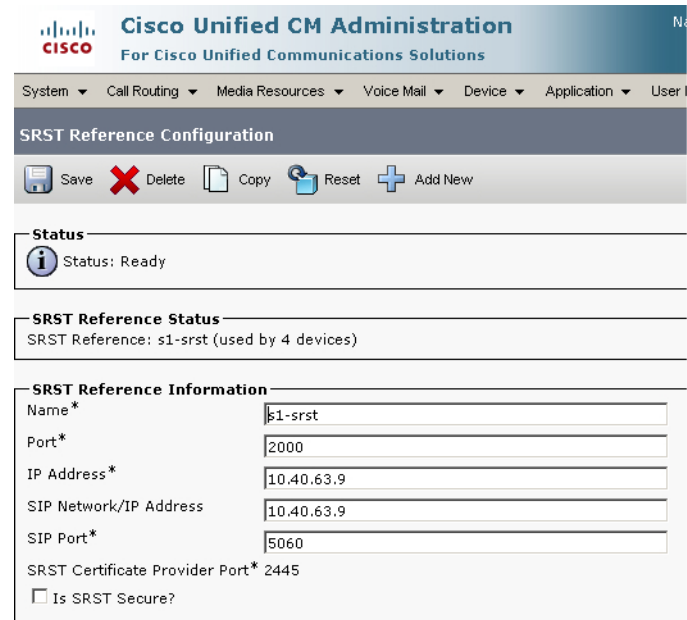 Cisco Unified CM Administration
Na
CISCO
For Cisco Unified Communications Solutions
System Call Routing Media Resources Voice Mail Device Application User
SRST Reference Configuration
Save Delete Copy Reset Add New
Status
i Status: Ready
SRST Reference Status
SRST Reference: s1-srst (used by 4 devices)
SRST Reference Information
Name* s1-srst
Port* 2000
IP Address* 10.40.63.9
SIP Network/IP Address 10.40.63.9
SIP Port* 5060
SRST Certificate Provider Port* 2445
Is SRST Secure?